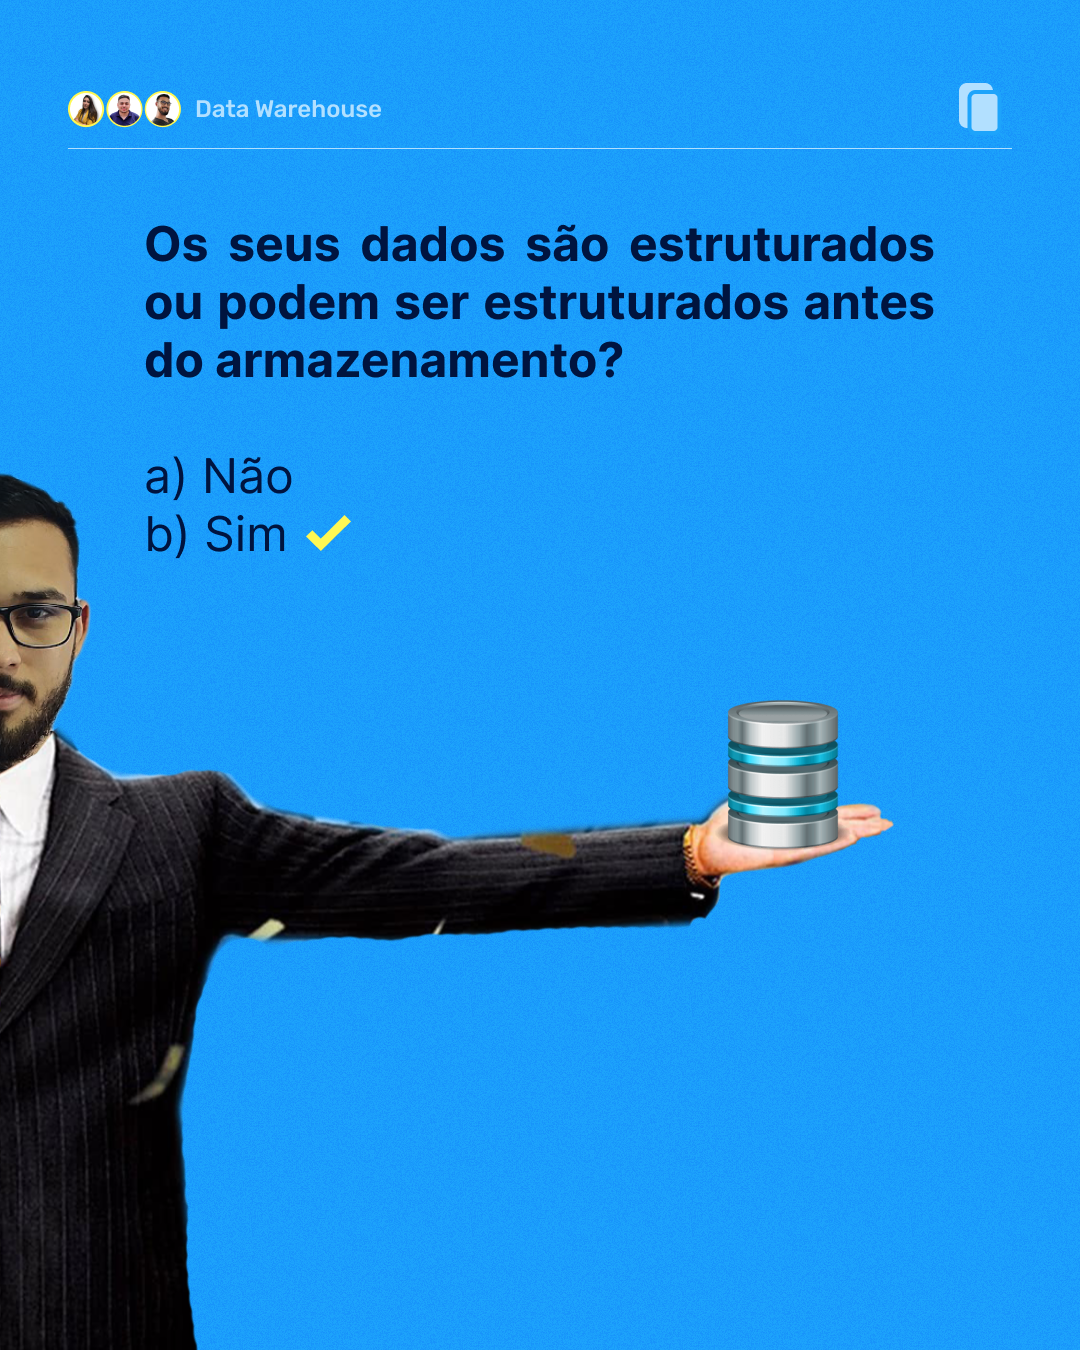 Data Warehouse
Os seus dados são estruturados
ou podem ser estruturados antes
do armazenamento?
a) Não
b) Sim